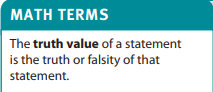 MATH TERMS
The truth value of a statement
is the truth or falsity of that
statement.